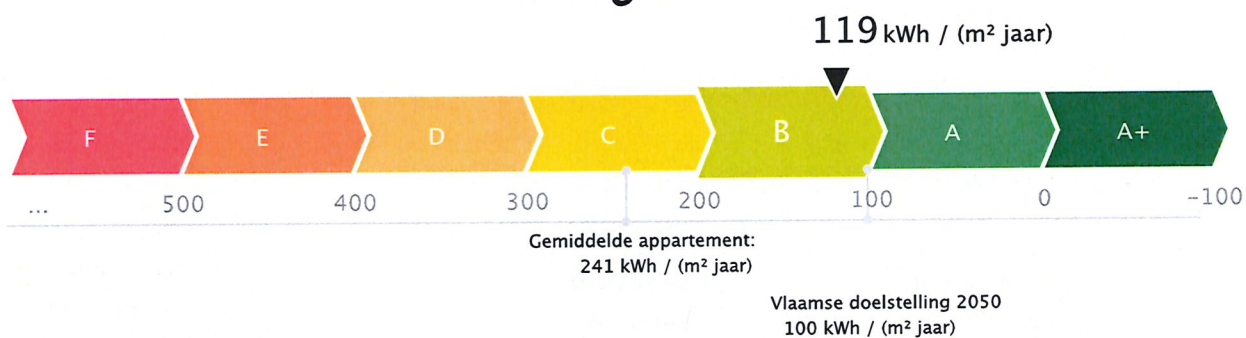 119 kWh / (m² jaar)
F E D C B A A+
... 500 400 300 200 100 0 -100
Gemiddelde appartement:
241 kWh / (m² jaar)
Vlaamse doelstelling 2050
100 kWh / (m² jaar)